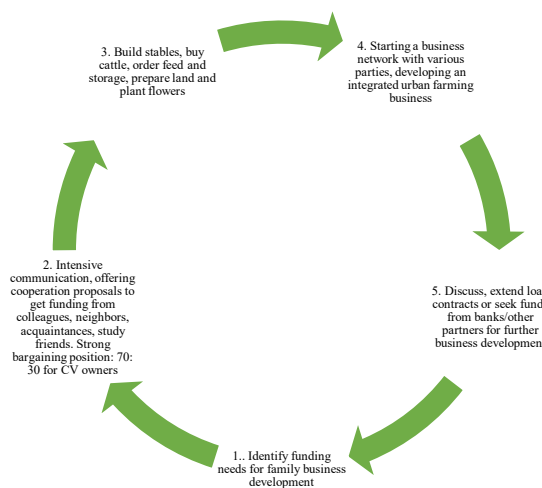 3. Build stables, buy
cattle, order feed and
storage, prepare land and
plant flowers
4. Starting a business
network with various
parties, developing an
integrated urban farming
business
2. Intensive
communication, offering
cooperation proposals to
get funding from
colleagues, neighbors,
acquaintances, study
friends. Strong
bargaining position: 70:
30 for CV owners
5. Discuss, extend loa
contracts or seek fund
from banks/other
partners for further
business developmen
1.. Identify funding
needs for family business
development